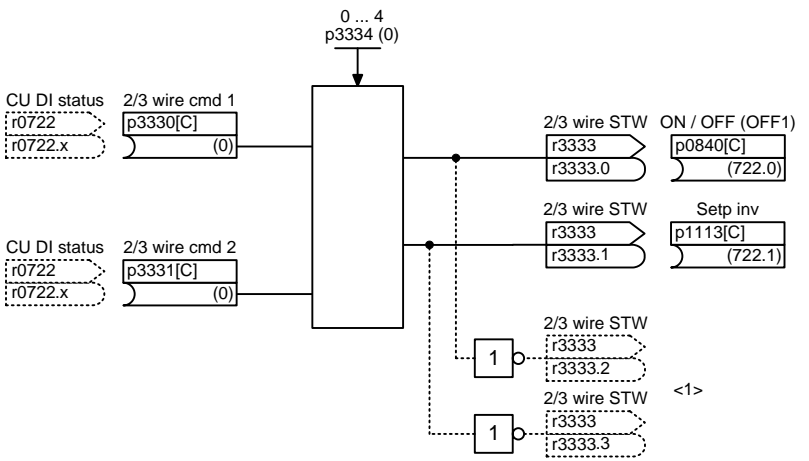 0 ... 4
p3334 (0)
CU DI status
r0722
r0722.x
2/3 wire cmd 1
p3330[C]
(0)
2/3 wire STW
r3333
r3333.0
ON / OFF (OFF1)
p0840[C]
(722.0)
CU DI status
r0722
r0722.x
2/3 wire cmd 2
p3331[C]
(0)
2/3 wire STW
r3333
r3333.1
Setp inv
p1113[C]
(722.1)
1
2/3 wire STW
r3333
r3333.2
<1>
1
2/3 wire STW
r3333
r3333.3